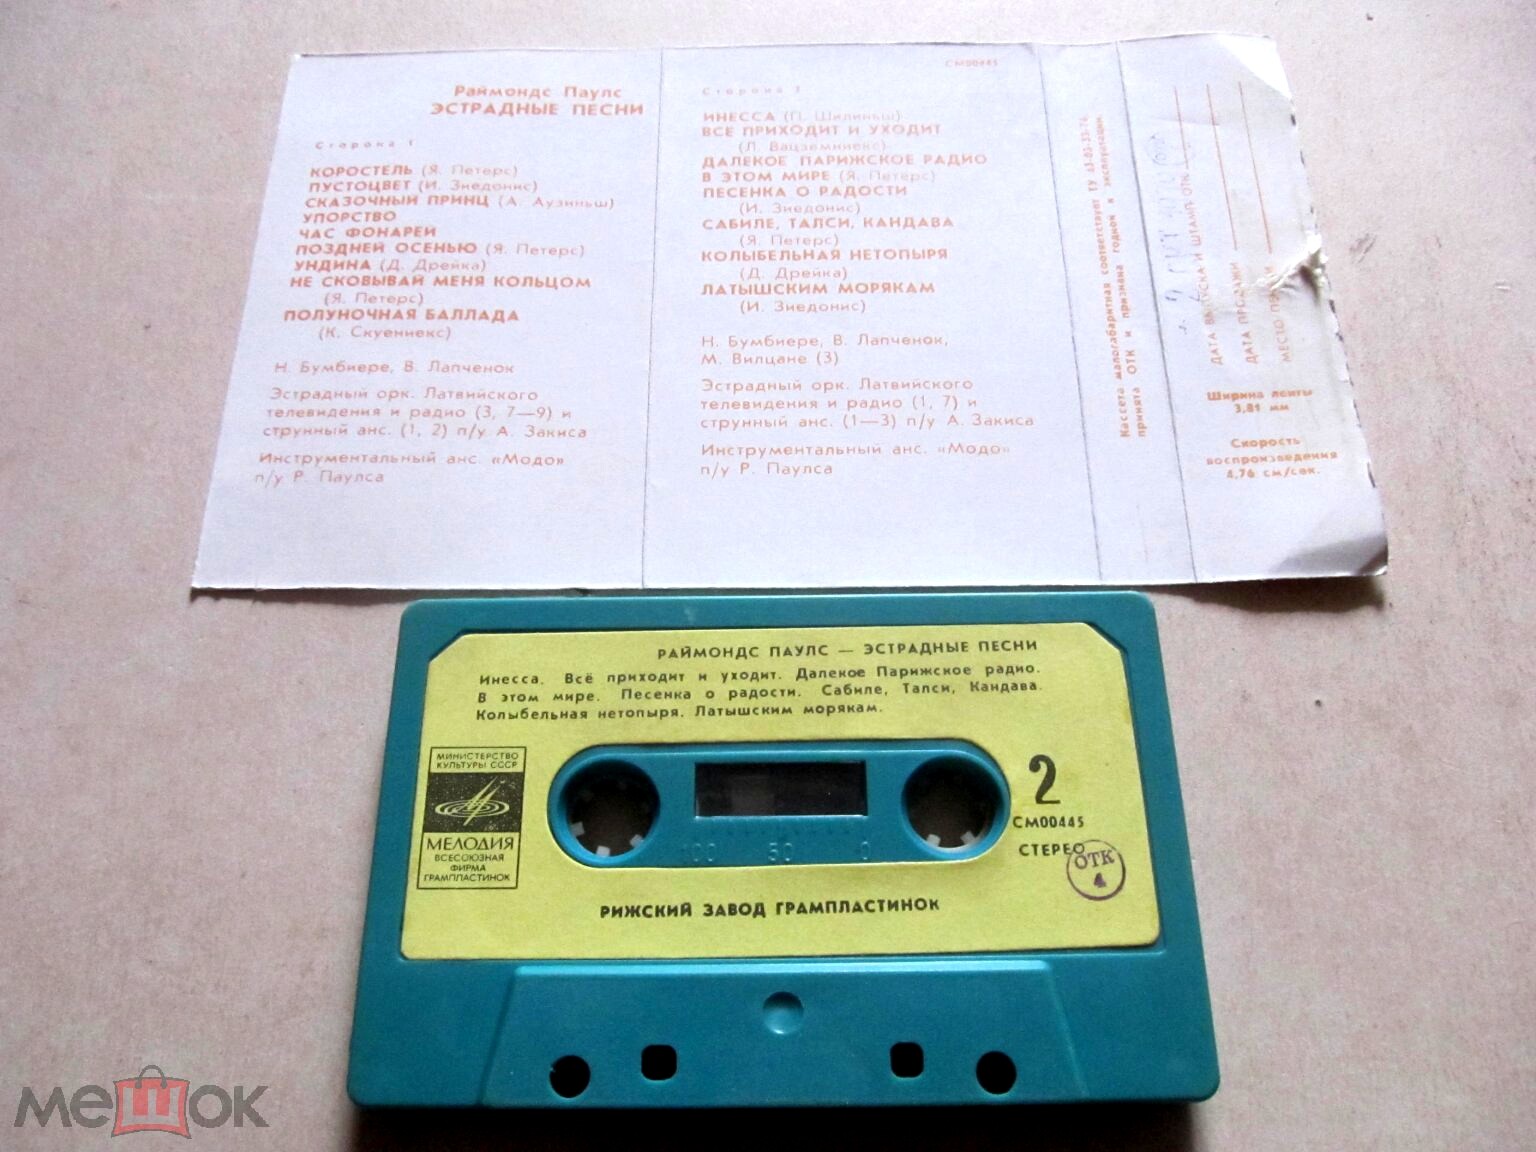 Раймондс Паулс
ЭСТРАДНЫЕ ПЕСНИ
Сторона 1
КОРОСТЕЛЬ (Я. Петерс)
ПУСТОЦВЕТ (И. Зиедонис)
СКАЗОЧНЫЙ ПРИНЦ (А. Аузиньш)
УПОРСТВО
ЧАС ФОНАРЕЙ
ПОЗДНЕЙ ОСЕНЬЮ (Я. Петерс)
УНДИНА (Д. Дрейка)
НЕ СКОВЫВАЙ МЕНЯ КОЛЬЦОМ
(Я. Петерс)
ПОЛУНОЧНАЯ БАЛЛАДА
(К. Скуениекс)
Н. Бумбиере, В. Лапченок
Эстрадный орк. Латвийского
телевидения и радио (3, 7—9) и
струнный анс. (1, 2) п/у А. Закиса
Инструментальный анс. «Модо»
п/у Р. Паулса
СМ00445
Сторона 2
ИНЕССА (П. Шилиньш)
ВСЕ ПРИХОДИТ И УХОДИТ
(Л. Вацземниекс)
ДАЛЕКОЕ ПАРИЖСКОЕ РАДИО
В ЭТОМ МИРЕ (Я. Петерс)
ПЕСЕНКА О РАДОСТИ
(И. Зиедонис)
САБИЛЕ, ТАЛСИ, КАНДАВА
(Я. Петерс)
КОЛЫБЕЛЬНАЯ НЕТОПЫРЯ
(Д. Дрейка)
ЛАТЫШСКИМ МОРЯКАМ
(И. Зиедонис)
Н. Бумбиере, В. Лапченок,
М. Вилцане (3)
Эстрадный орк. Латвийского
телевидения и радио (1, 7) и
струнный анс. (1—3) п/у А. Закиса
Инструментальный анс. «Модо»
п/у Р. Паулса
Кассета малогабаритная соответствует ТУ 43-03-33-74,
принята ОТК и признана годной к эксплуатации.
ДАТА ВЫПУСКА И ШТАМП ОТК
ДАТА ПРОДАЖИ
МЕСТО
Ширина ленты
3,81 мм
Скорость
воспроизведения
4,76 см/сек.
РАЙМОНДС ПАУЛС — ЭСТРАДНЫЕ ПЕСНИ
Инесса. Всё приходит и уходит. Далекое Парижское радио.
В этом мире. Песенка о радости. Сабиле, Талси, Кандава.
Колыбельная нетопыря. Латышским морякам.
МИНИСТЕРСТВО
КУЛЬТУРЫ СССР
МЕЛОДИЯ
ВСЕСОЮЗНАЯ
ФИРМА
ГРАМПЛАСТИНОК
100 50 0
2
СМ00445
СТЕРЕО
ОТК
4
РИЖСКИЙ ЗАВОД ГРАМПЛАСТИНОК
мешок